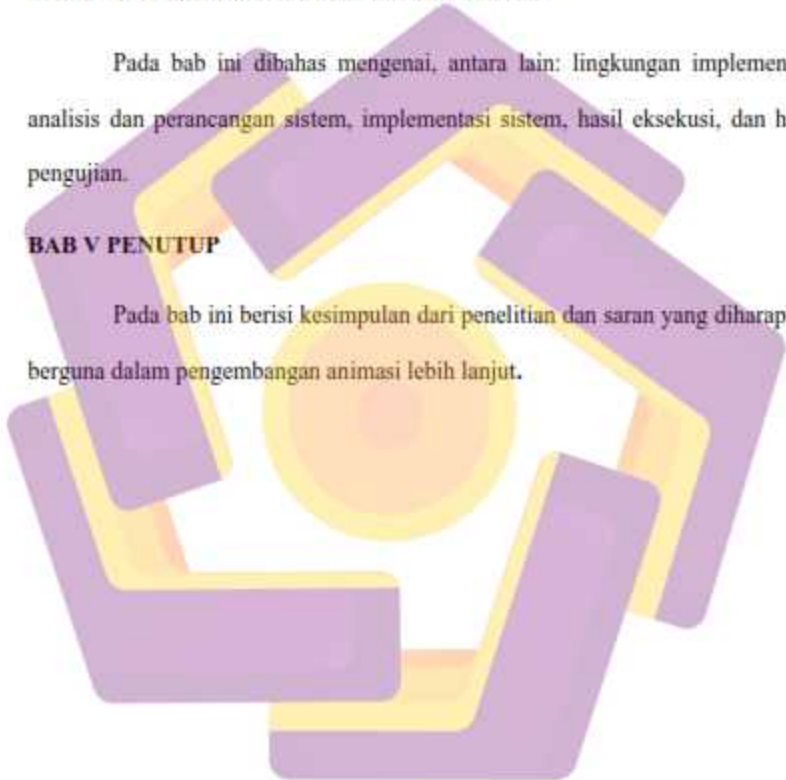 Pada bab ini dibahas mengenai, antara lain: lingkungan implemen
analisis dan perancangan sistem, implementasi sistem, hasil eksekusi, dan h
pengujian.
BAB V PENUTUP
Pada bab ini berisi kesimpulan dari penelitian dan saran yang diharap
berguna dalam pengembangan animasi lebih lanjut.